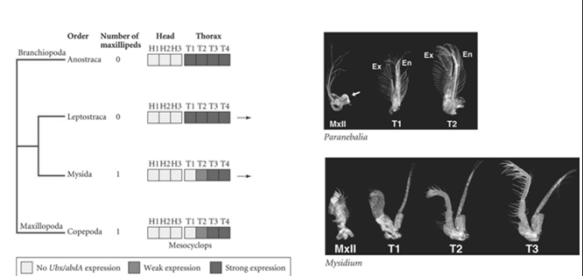 Order
Number of
maxillipeds
Head
Thorax
Branchiopoda
H1 H2 H3 T1 T2 T3 T4
Anostraca 0
H1 H2 H3 T1 T2 T3 T4
Leptostraca 0
H1 H2 H3 T1 T2 T3 T4
Mysida 1
Maxillopoda
H1 H2 H3 T1 T2 T3 T4
Copepoda 1
Mesocyclops
No Ubx/abdA expression
Weak expression
Strong expression
Ex En Ex En
MxII T1 T2
Paranebalia
MxII T1 T2 T3
Mysidium